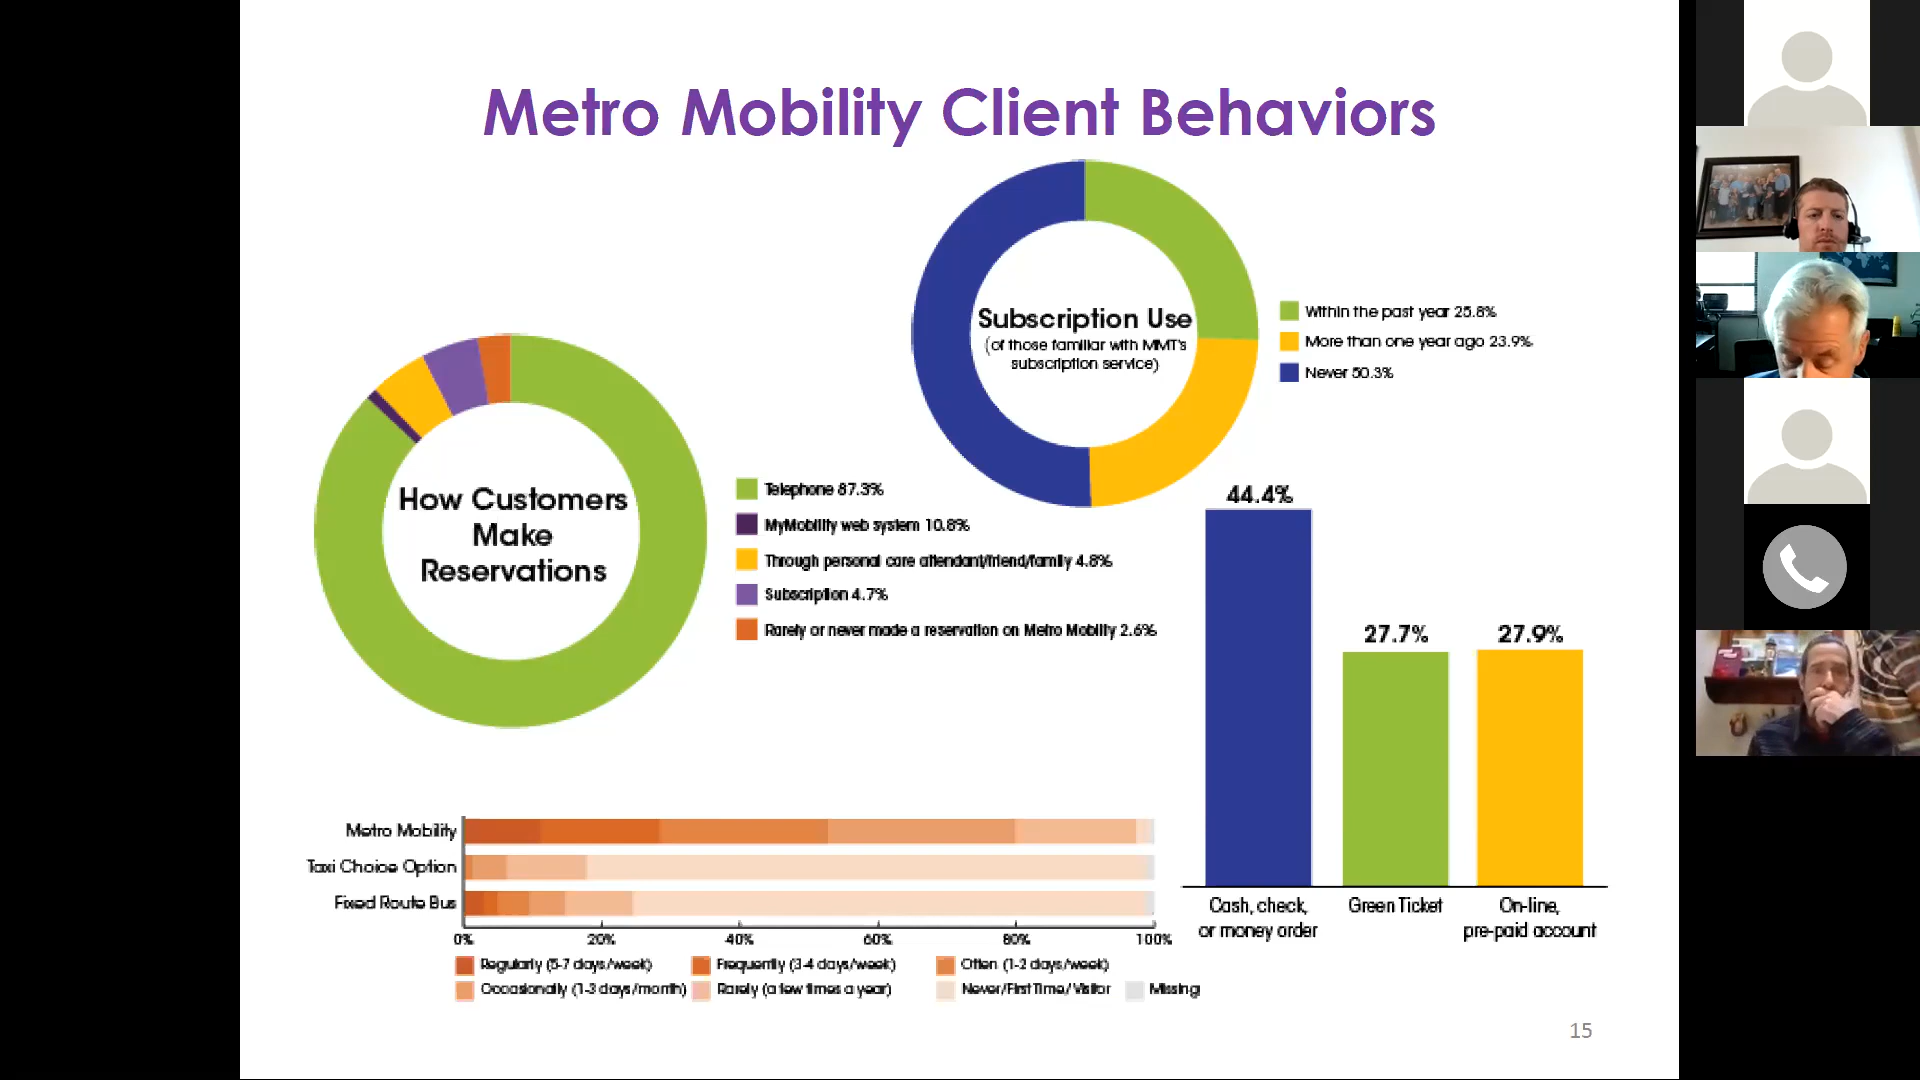 Metro Mobility Client Behaviors
Subscription Use
(of those familiar with MMT's
subscription service)
Within the past year 25.8%
More than one year ago 23.9%
Never 50.3%
How Customers
Make
Reservations
Telephone 87.3%
MyMobility web system 10.8%
Through personal care attendant/friend/family 4.8%
Subscription 4.7%
Rarely or never made a reservation on Metro Mobility 2.6%
44.4%
27.7%
27.9%
Cash, check,
or money order
Green Ticket
On-line,
pre-paid account
Metro Mobility
Taxi Choice Option
Fixed Route Bus
0% 20% 40% 60% 80% 100%
Regularly (5-7 days/week) Frequently (3-4 days/week) Often (1-2 days/week)
Occasionally (1-3 days/month) Rarely (a few times a year) Never/First Time/Visitor Missing
15